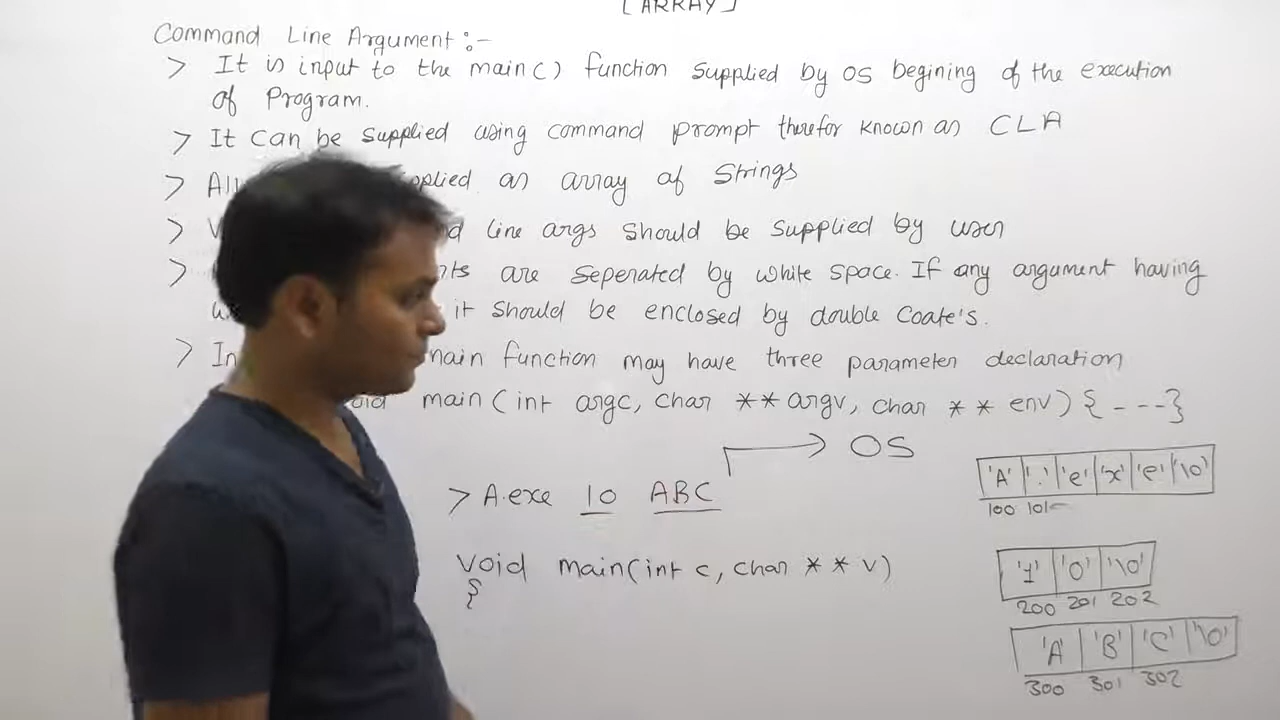 [ARRAY]
Command Line Argument :-
> It is input to the main() function supplied by OS begining of the execution
of Program.
> It can be supplied using command prompt therefor known as CLA
> as array of strings
> line args should be supplied by user
> are seperated by white space. If any argument having
it should be enclosed by double Coate's.
> In main function may have three parameter declaration
main(int argc, char ** argv, char ** env) { - - - }
OS
> A.exe 10 ABC
'A' '.' 'e' 'x' 'e' '\0'
100 101
void main(int c, char ** v)
{
'1' '0' '\0'
200 201 202
'A' 'B' 'C' '\0'
300 301 302